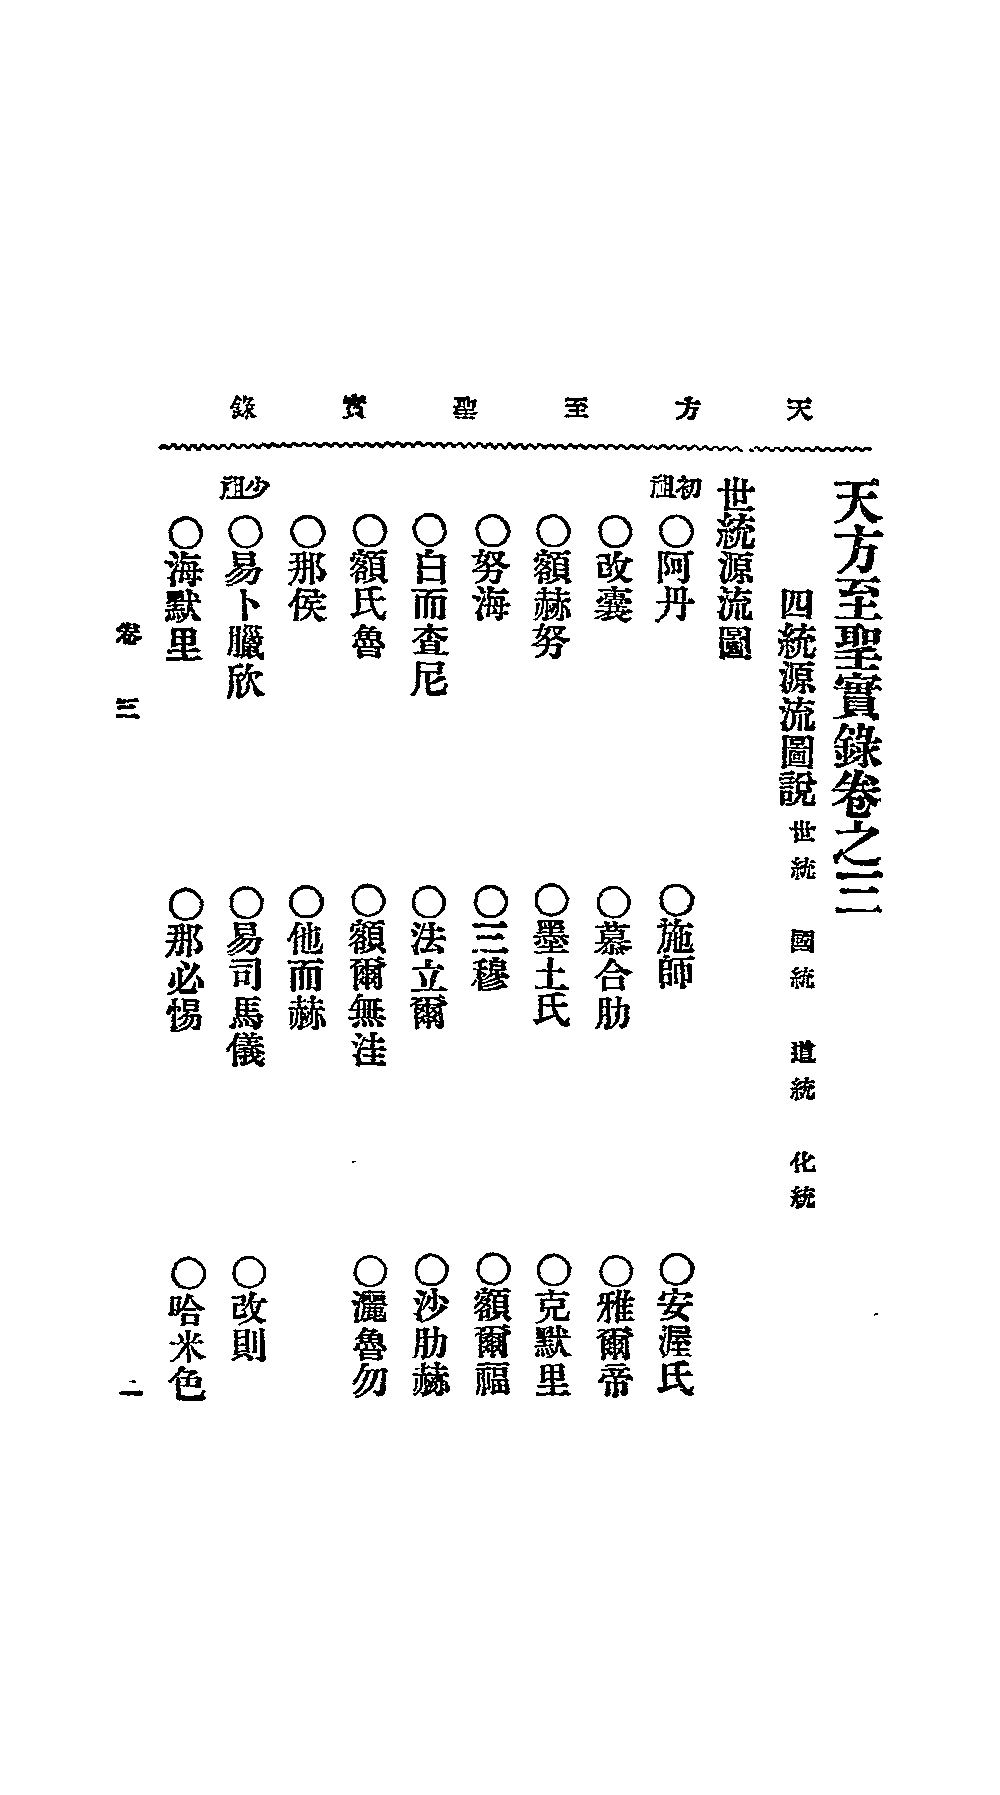 天方至聖實錄
天方至聖實錄卷之三
四統源流圖說 世統 國統 道統 化統
世統源流圖
初祖 ○阿丹 ○施師 ○安渥氏
○改囊 ○慕合肋 ○雅爾帝
○額赫努 ○墨土氏 ○克默里
○努海 ○三穆 ○額爾福
○白而查尼 ○法立爾 ○沙肋赫
○額氏魯 ○額爾無洼 ○灑魯勿
○那侯 ○他而赫
少祖 ○易卜臘欣 ○易司馬儀 ○改則
○海默里 ○那必惕 ○哈米色
卷三 一